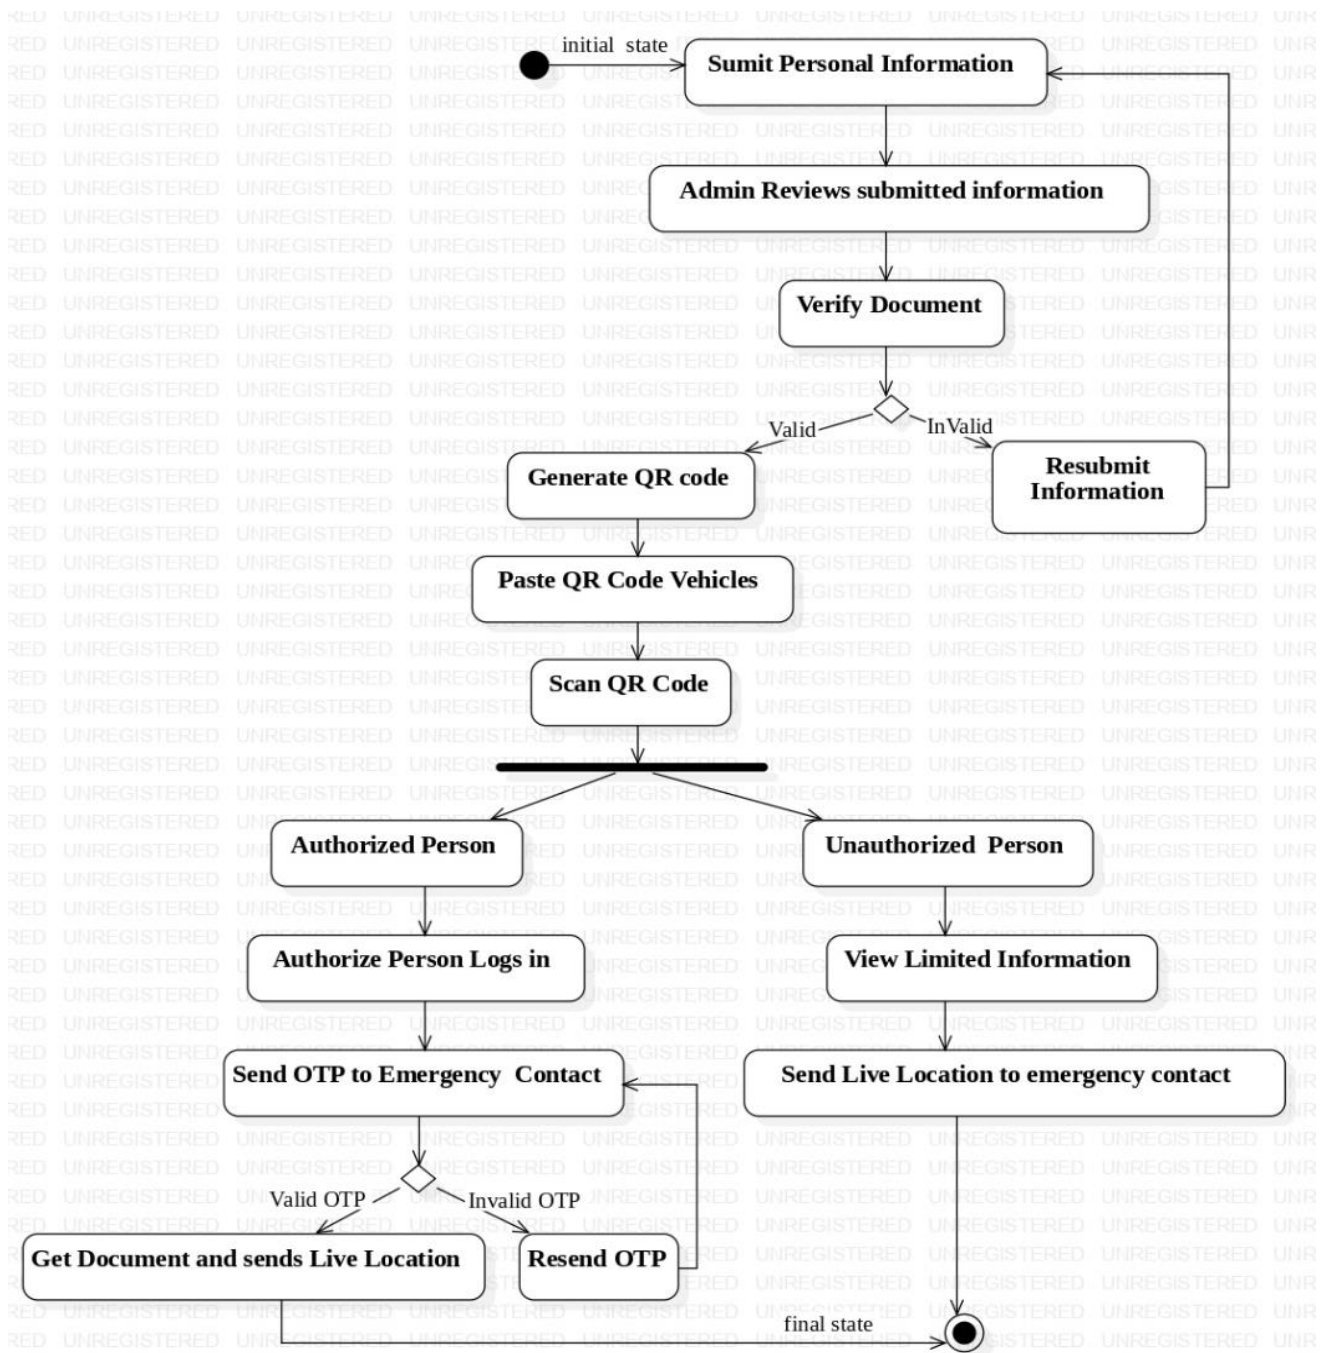 initial state
Sumit Personal Information
Admin Reviews submitted information
Verify Document
Valid
InValid
Generate QR code
Resubmit
Information
Paste QR Code Vehicles
Scan QR Code
Authorized Person
Unauthorized Person
Authorize Person Logs in
View Limited Information
Send OTP to Emergency Contact
Send Live Location to emergency contact
Valid OTP
Invalid OTP
Get Document and sends Live Location
Resend OTP
final state
UNREGISTERED